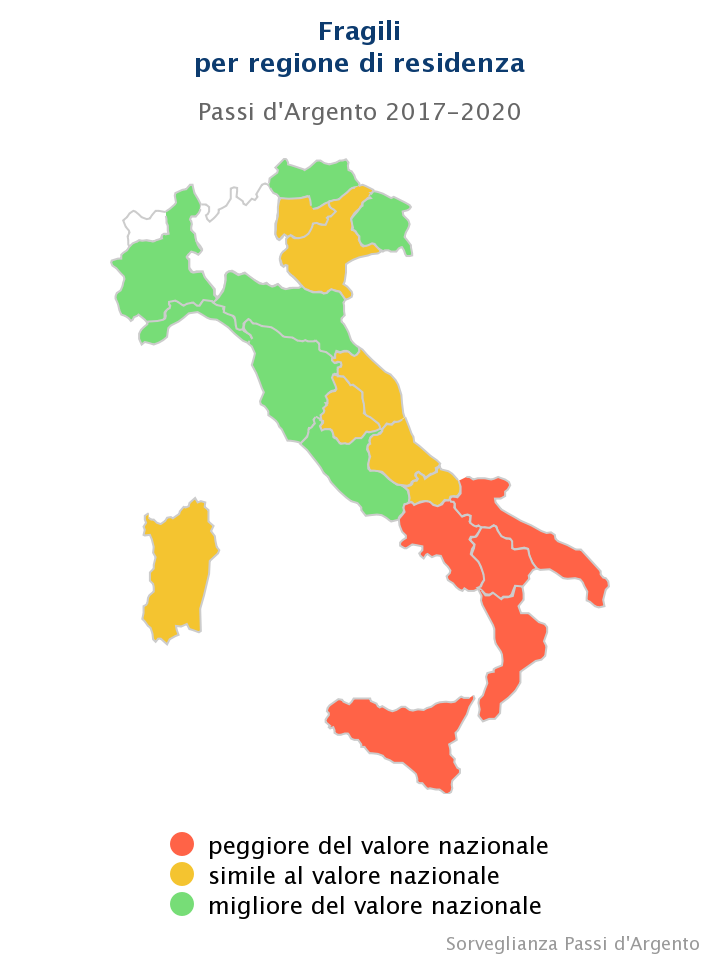 Fragili
per regione di residenza
Passi d'Argento 2017-2020
peggiore del valore nazionale
simile al valore nazionale
migliore del valore nazionale
Sorveglianza Passi d'Argento